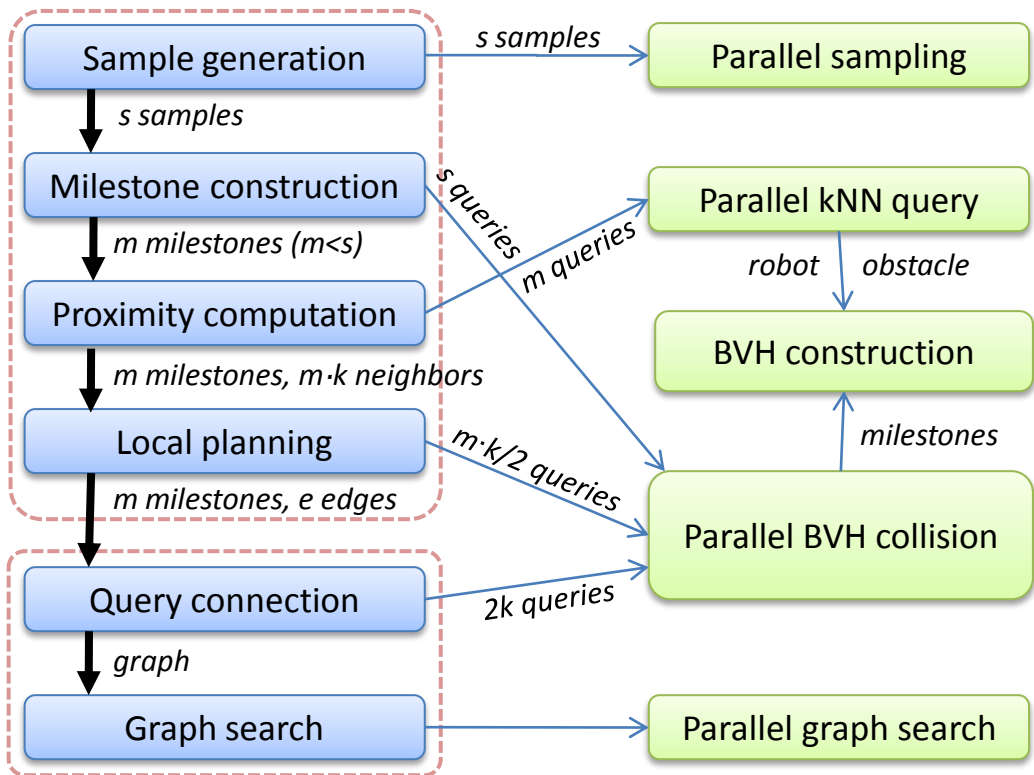 Sample generation
s samples
Parallel sampling
s samples
Milestone construction
s queries
Parallel kNN query
m milestones (m<s)
m queries
robot
obstacle
Proximity computation
BVH construction
m milestones, m·k neighbors
Local planning
m·k/2 queries
milestones
m milestones, e edges
Parallel BVH collision
Query connection
2k queries
graph
Graph search
Parallel graph search